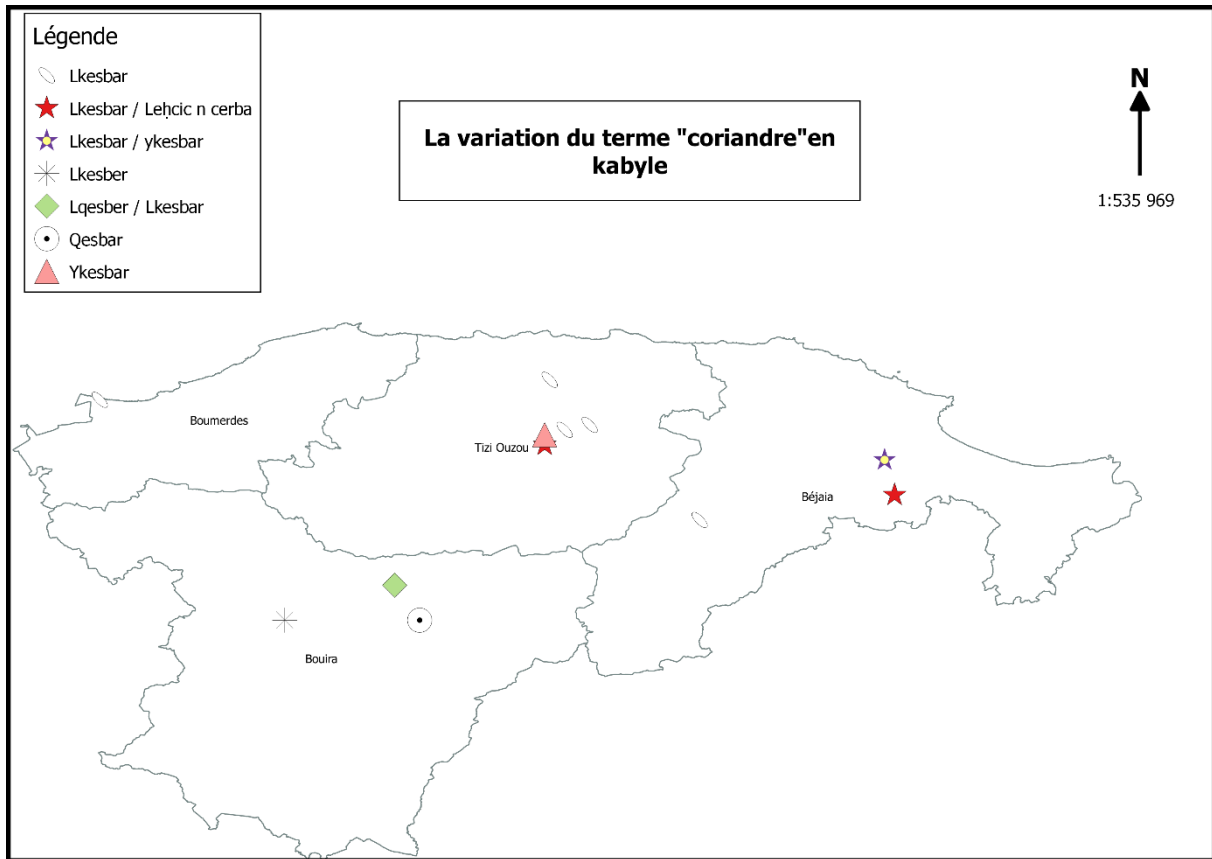 Légende
Lkesbar
Lkesbar / Leḥcic n cerba
Lkesbar / ykesbar
Lkesber
Lqesber / Lkesbar
Qesbar
Ykesbar
La variation du terme "coriandre"en
kabyle
N
1:535 969
Boumerdes
Tizi Ouzou
Béjaia
Bouira